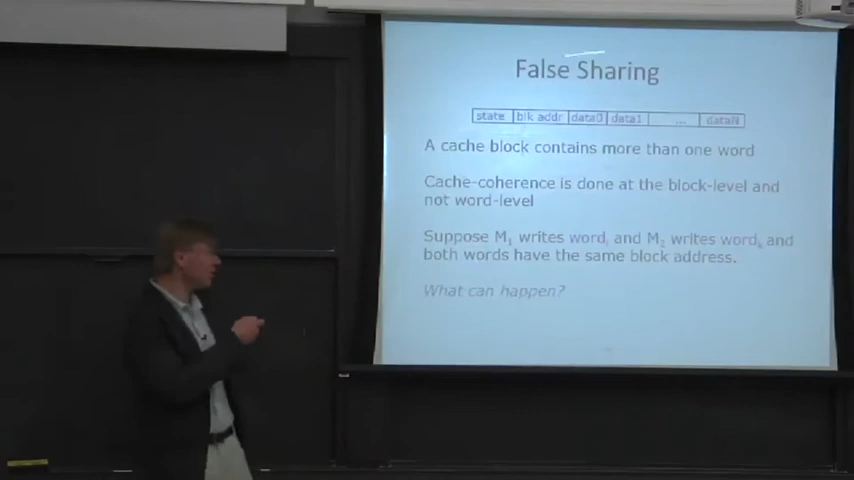 False Sharing
state blk addr data0 data1 ... dataN
A cache block contains more than one word
Cache-coherence is done at the block-level and
not word-level
Suppose M₁ writes wordᵢ and M₂ writes wordₖ and
both words have the same block address.
What can happen?